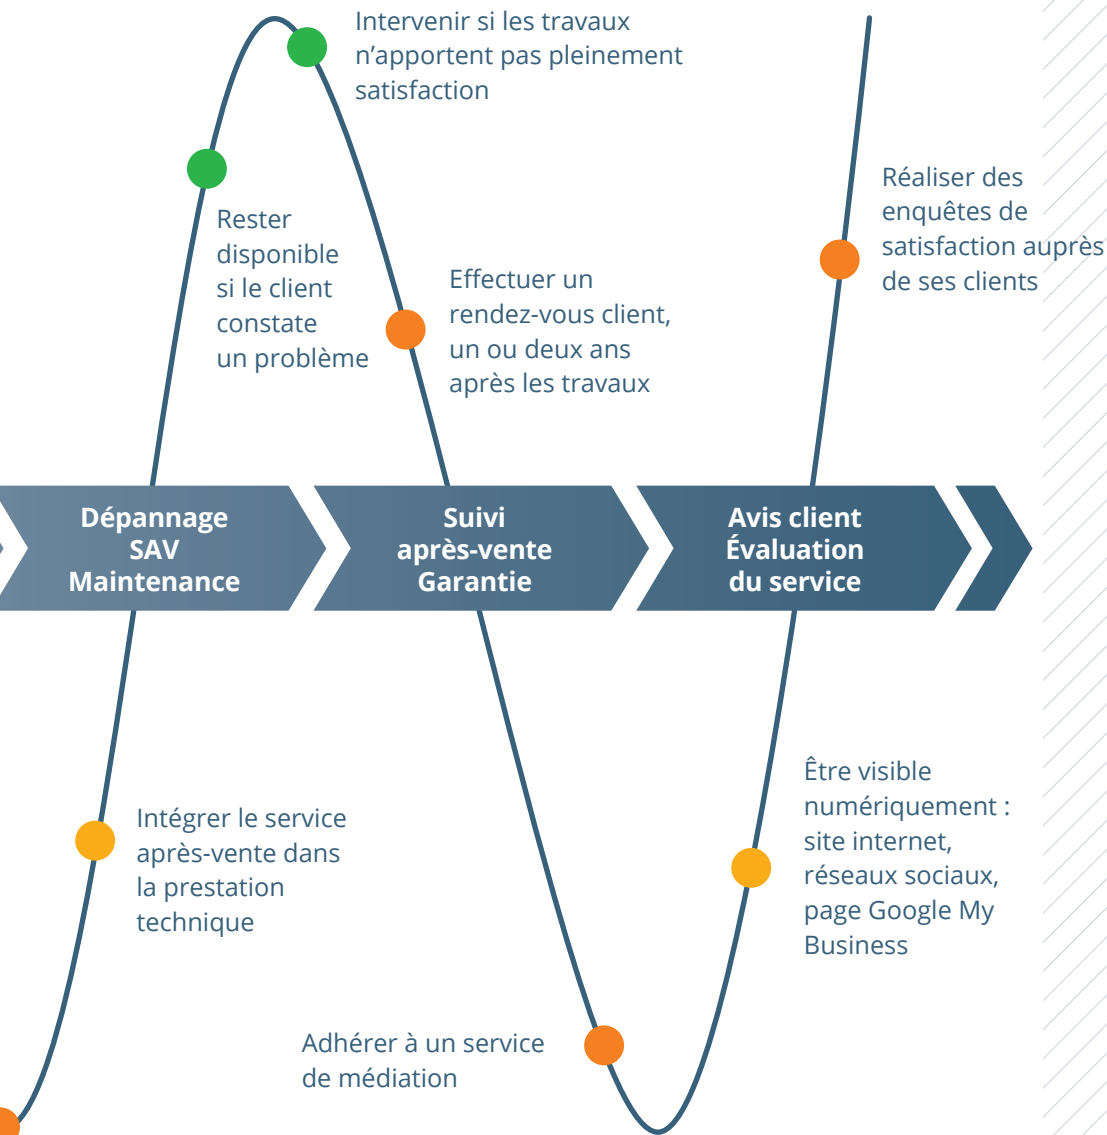 Intervenir si les travaux
n’apportent pas pleinement
satisfaction
Réaliser des
enquêtes de
satisfaction auprès
de ses clients
Rester
disponible
si le client
constate
un problème
Effectuer un
rendez-vous client,
un ou deux ans
après les travaux
Dépannage
SAV
Maintenance
Suivi
après-vente
Garantie
Avis client
Évaluation
du service
Intégrer le service
après-vente dans
la prestation
technique
Être visible
numériquement :
site internet,
réseaux sociaux,
page Google My
Business
Adhérer à un service
de médiation